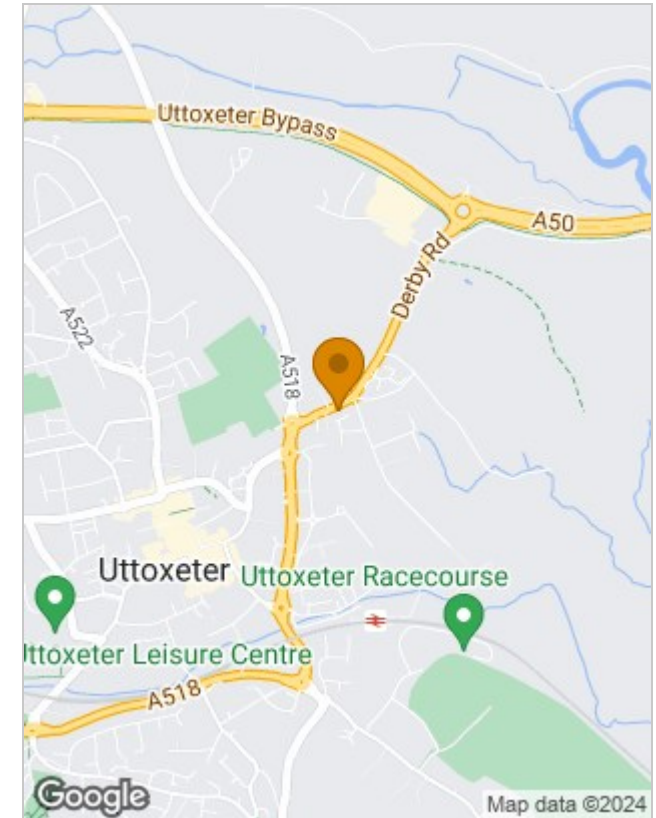 Uttoxeter Bypass
A50
Derby Rd
A522
A518
Uttoxeter
Uttoxeter Racecourse
ttoxeter Leisure Centre
A518
Google
Map data ©2024